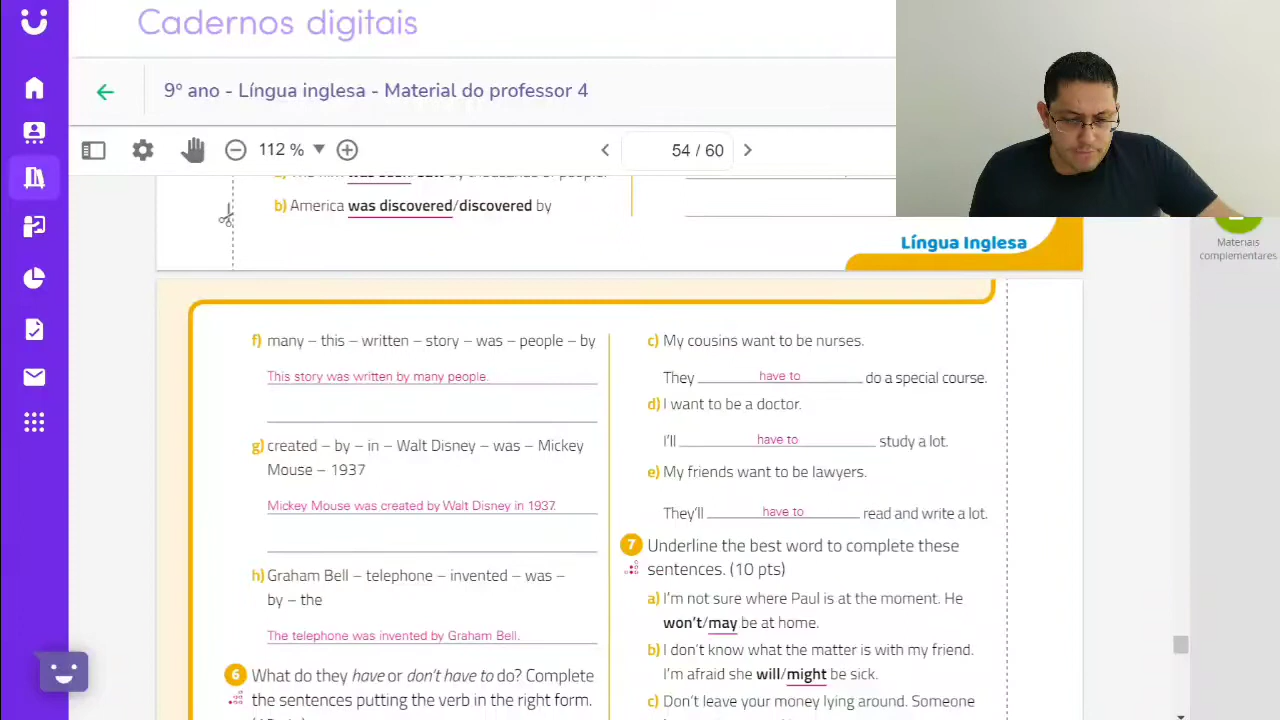 Cadernos digitais
9º ano - Língua inglesa - Material do professor 4
112 %
54 / 60
by thousands of people.
b) America was discovered/discovered by
Língua Inglesa
Materiais
complementares
f) many – this – written – story – was – people – by
This story was written by many people.
g) created – by – in – Walt Disney – was – Mickey
Mouse – 1937
Mickey Mouse was created by Walt Disney in 1937.
h) Graham Bell – telephone – invented – was –
by – the
The telephone was invented by Graham Bell.
6 What do they have or don't have to do? Complete
the sentences putting the verb in the right form.
c) My cousins want to be nurses.
They have to do a special course.
d) I want to be a doctor.
I'll have to study a lot.
e) My friends want to be lawyers.
They'll have to read and write a lot.
7 Underline the best word to complete these
sentences. (10 pts)
a) I'm not sure where Paul is at the moment. He
won't/may be at home.
b) I don't know what the matter is with my friend.
I'm afraid she will/might be sick.
c) Don't leave your money lying around. Someone